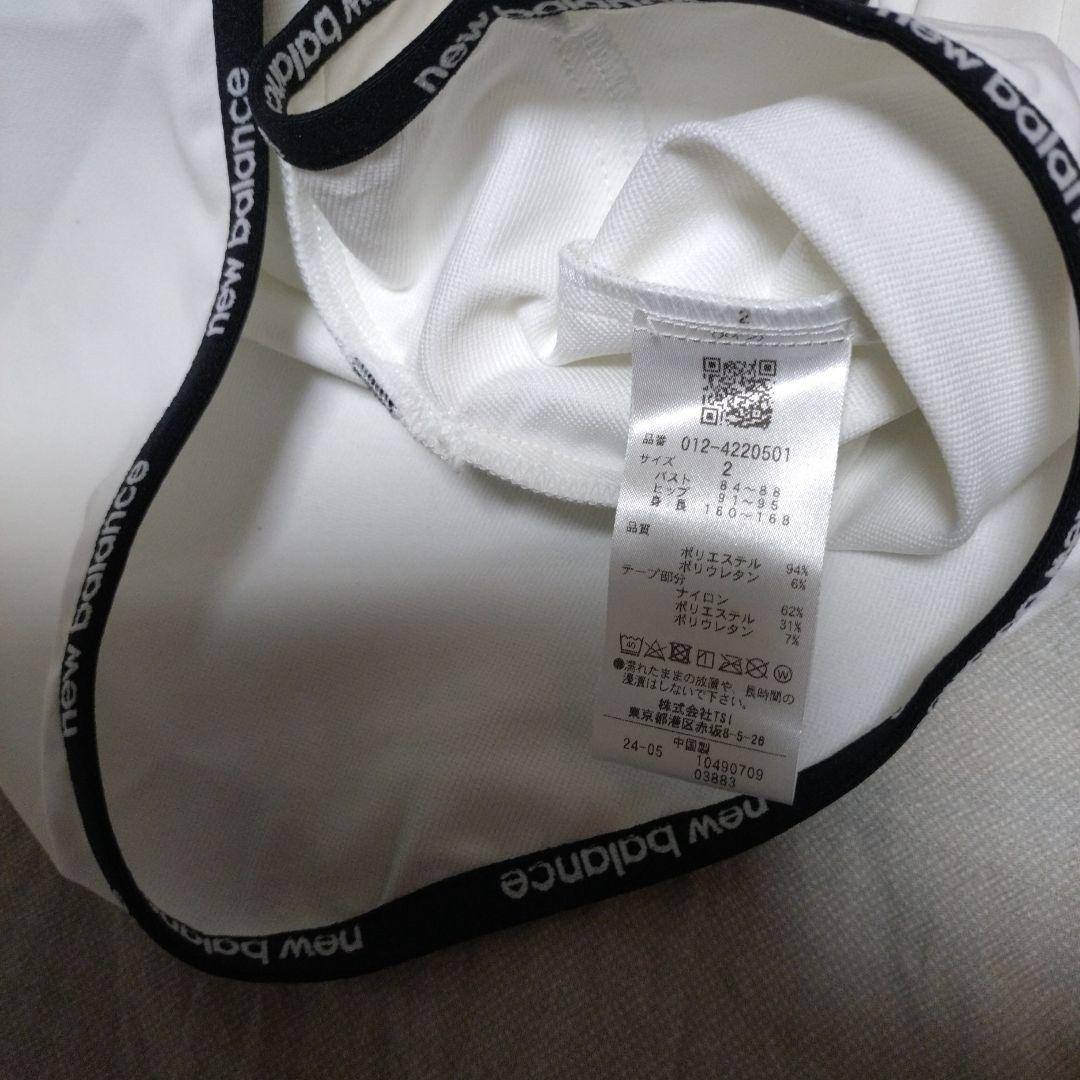 new balance
new balance
new balance
new balance
new balance
new balance
new balance
new balance
2
品番 012-4220501
サイズ 2
バスト 84～88
ヒップ 91～95
身長 160～168
品質
ポリエステル 94%
ポリウレタン 6%
テープ部分
ナイロン 62%
ポリエステル 31%
ポリウレタン 7%
40
W
●濡れたままの放置や、長時間の
浸漬はしないで下さい。
株式会社TSI
東京都港区赤坂8-5-26
中国製
24-05 10490709
03883